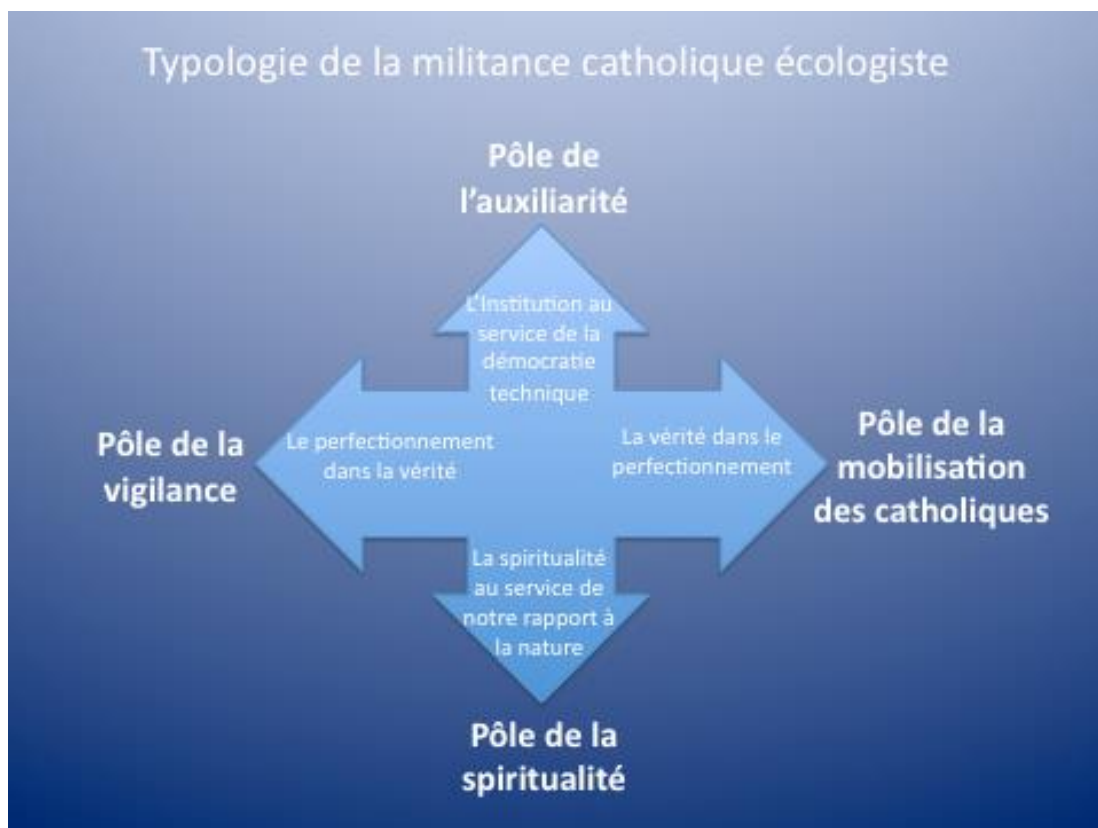 Typologie de la militance catholique écologiste
Pôle de
l'auxiliarité
L'Institution au
service de la
démocratie
technique
Pôle de la
vigilance
Le perfectionnement
dans la vérité
La vérité dans le
perfectionnement
Pôle de la
mobilisation
des catholiques
La spiritualité
au service de
notre rapport à
la nature
Pôle de la
spiritualité